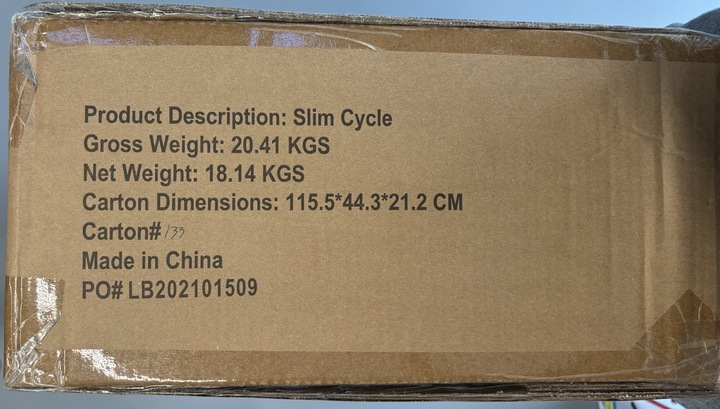 Product Description: Slim Cycle
Gross Weight: 20.41 KGS
Net Weight: 18.14 KGS
Carton Dimensions: 115.5*44.3*21.2 CM
Carton# 133
Made in China
PO# LB202101509